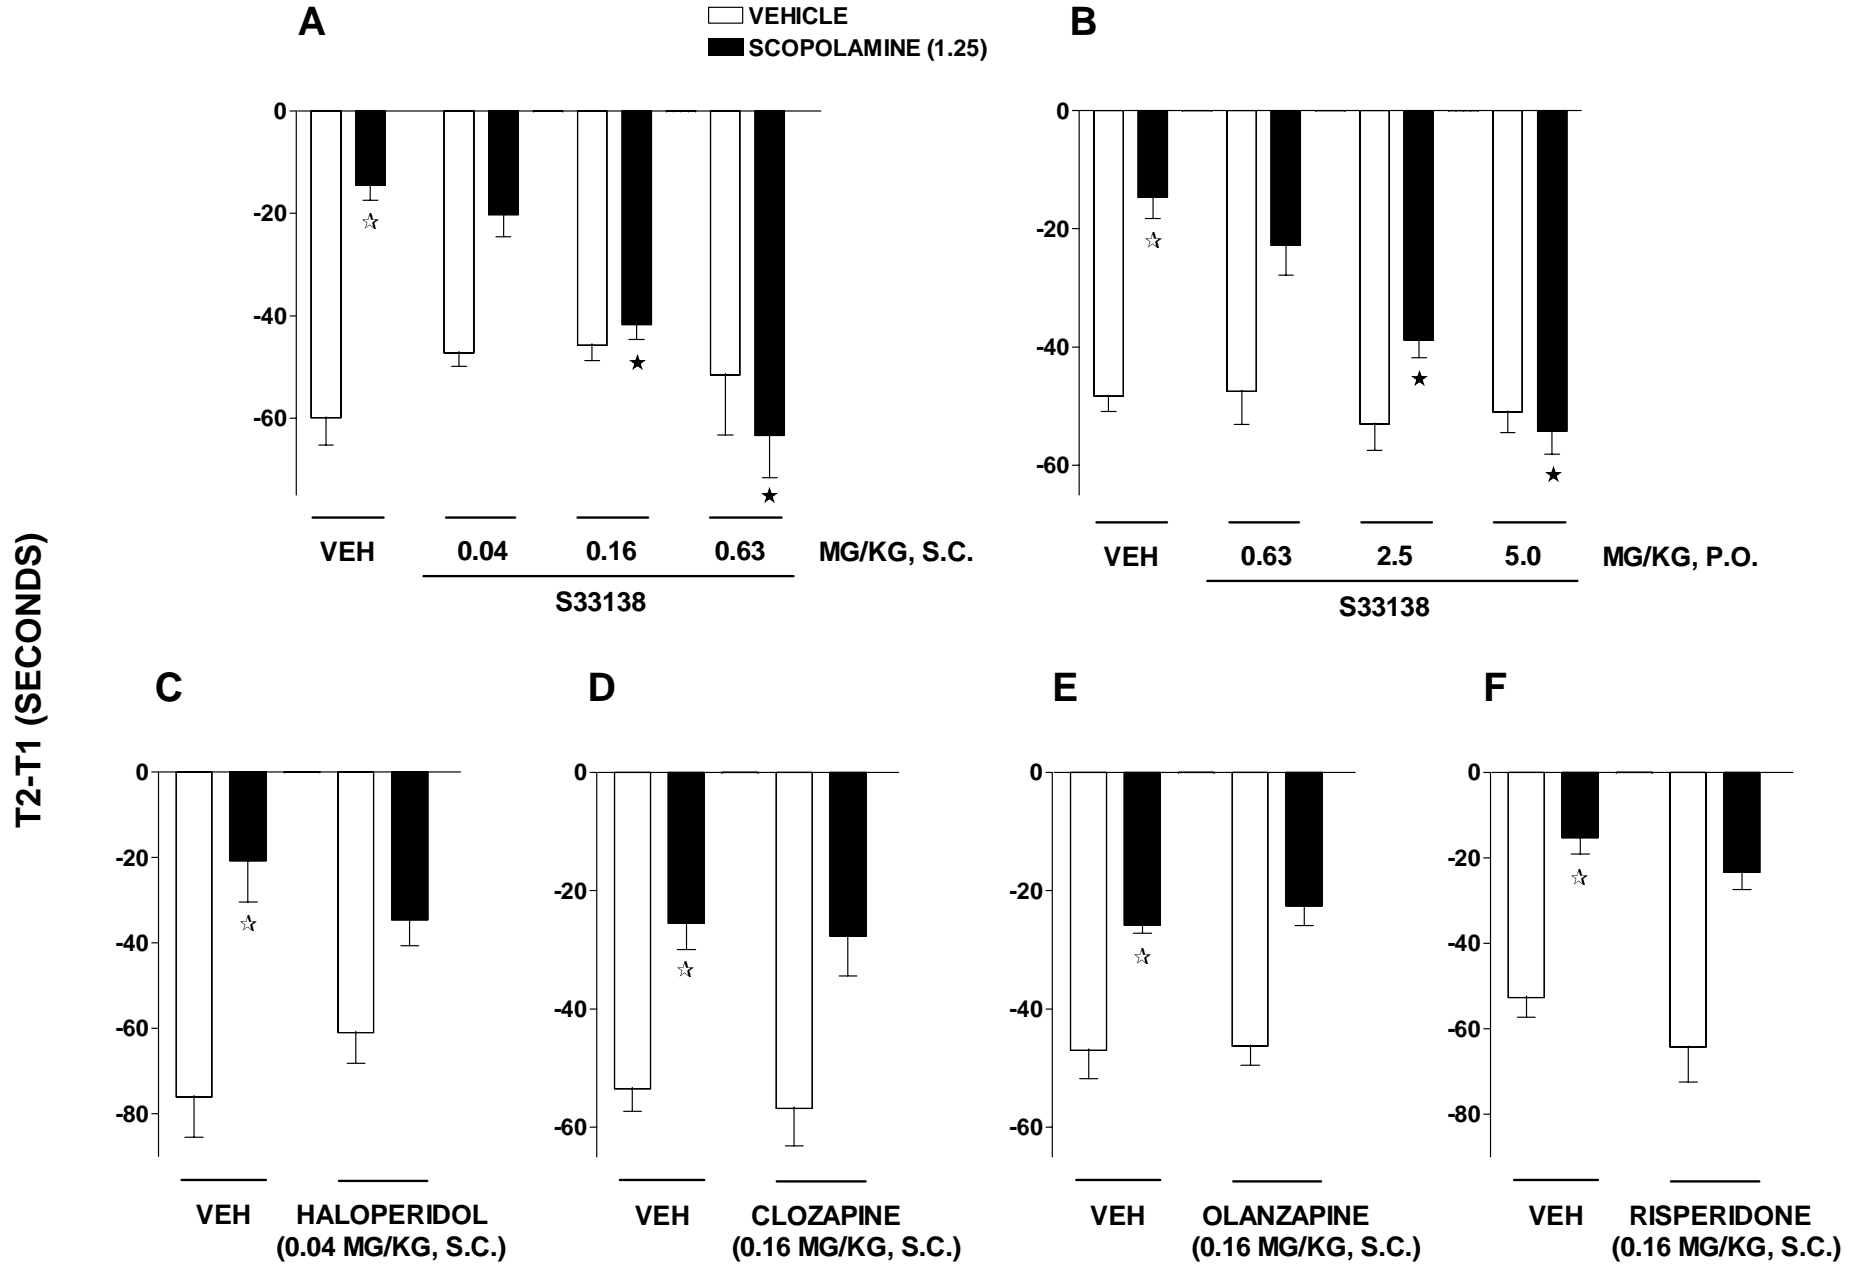 A
VEHICLE
SCOPOLAMINE (1.25)
B
0
-20
-40
-60
VEH 0.04 0.16 0.63 MG/KG, S.C.
S33138
0
-20
-40
-60
VEH 0.63 2.5 5.0 MG/KG, P.O.
S33138
T2-T1 (SECONDS)
C
0
-20
-40
-60
-80
VEH HALOPERIDOL
(0.04 MG/KG, S.C.)
D
0
-20
-40
-60
VEH CLOZAPINE
(0.16 MG/KG, S.C.)
E
0
-20
-40
-60
VEH OLANZAPINE
(0.16 MG/KG, S.C.)
F
0
-20
-40
-60
-80
VEH RISPERIDONE
(0.16 MG/KG, S.C.)